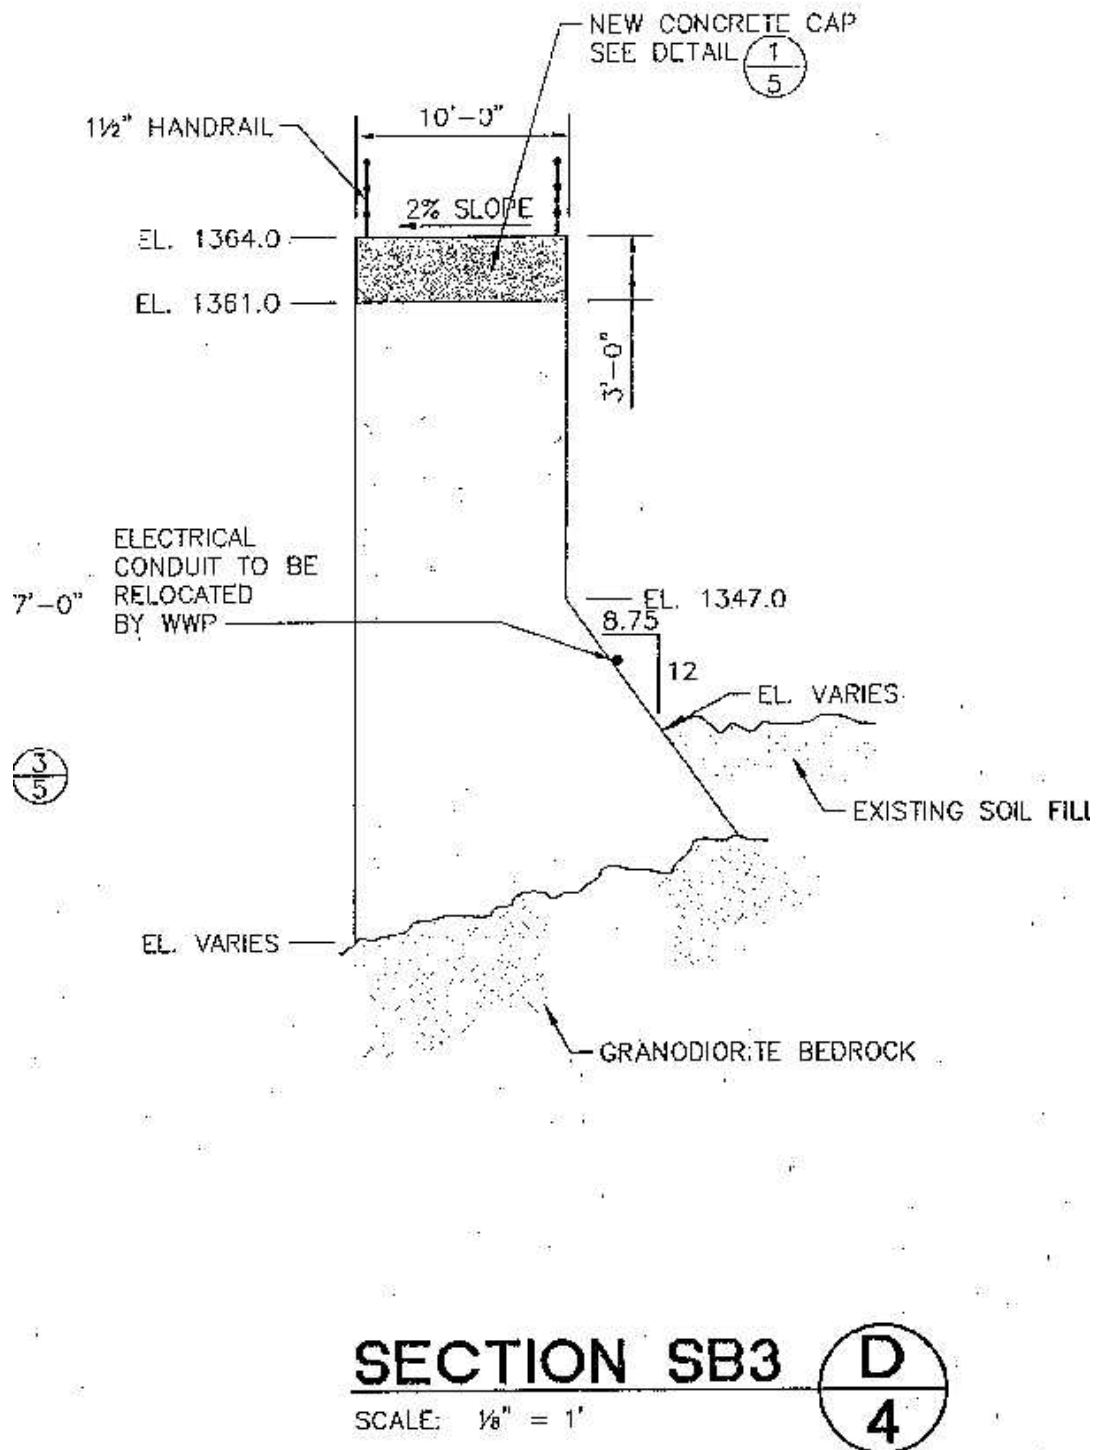 NEW CONCRETE CAP
SEE DETAIL 1
5
10'-0"
1½" HANDRAIL
2% SLOPE
EL. 1364.0
EL. 1361.0
3'-0"
ELECTRICAL
CONDUIT TO BE
RELOCATED
BY WWP
7'-0"
EL. 1347.0
8.75
12
EL. VARIES
3
5
EXISTING SOIL FILL
EL. VARIES
GRANODIORITE BEDROCK
SECTION SB3
D
4
SCALE: ⅛" = 1'